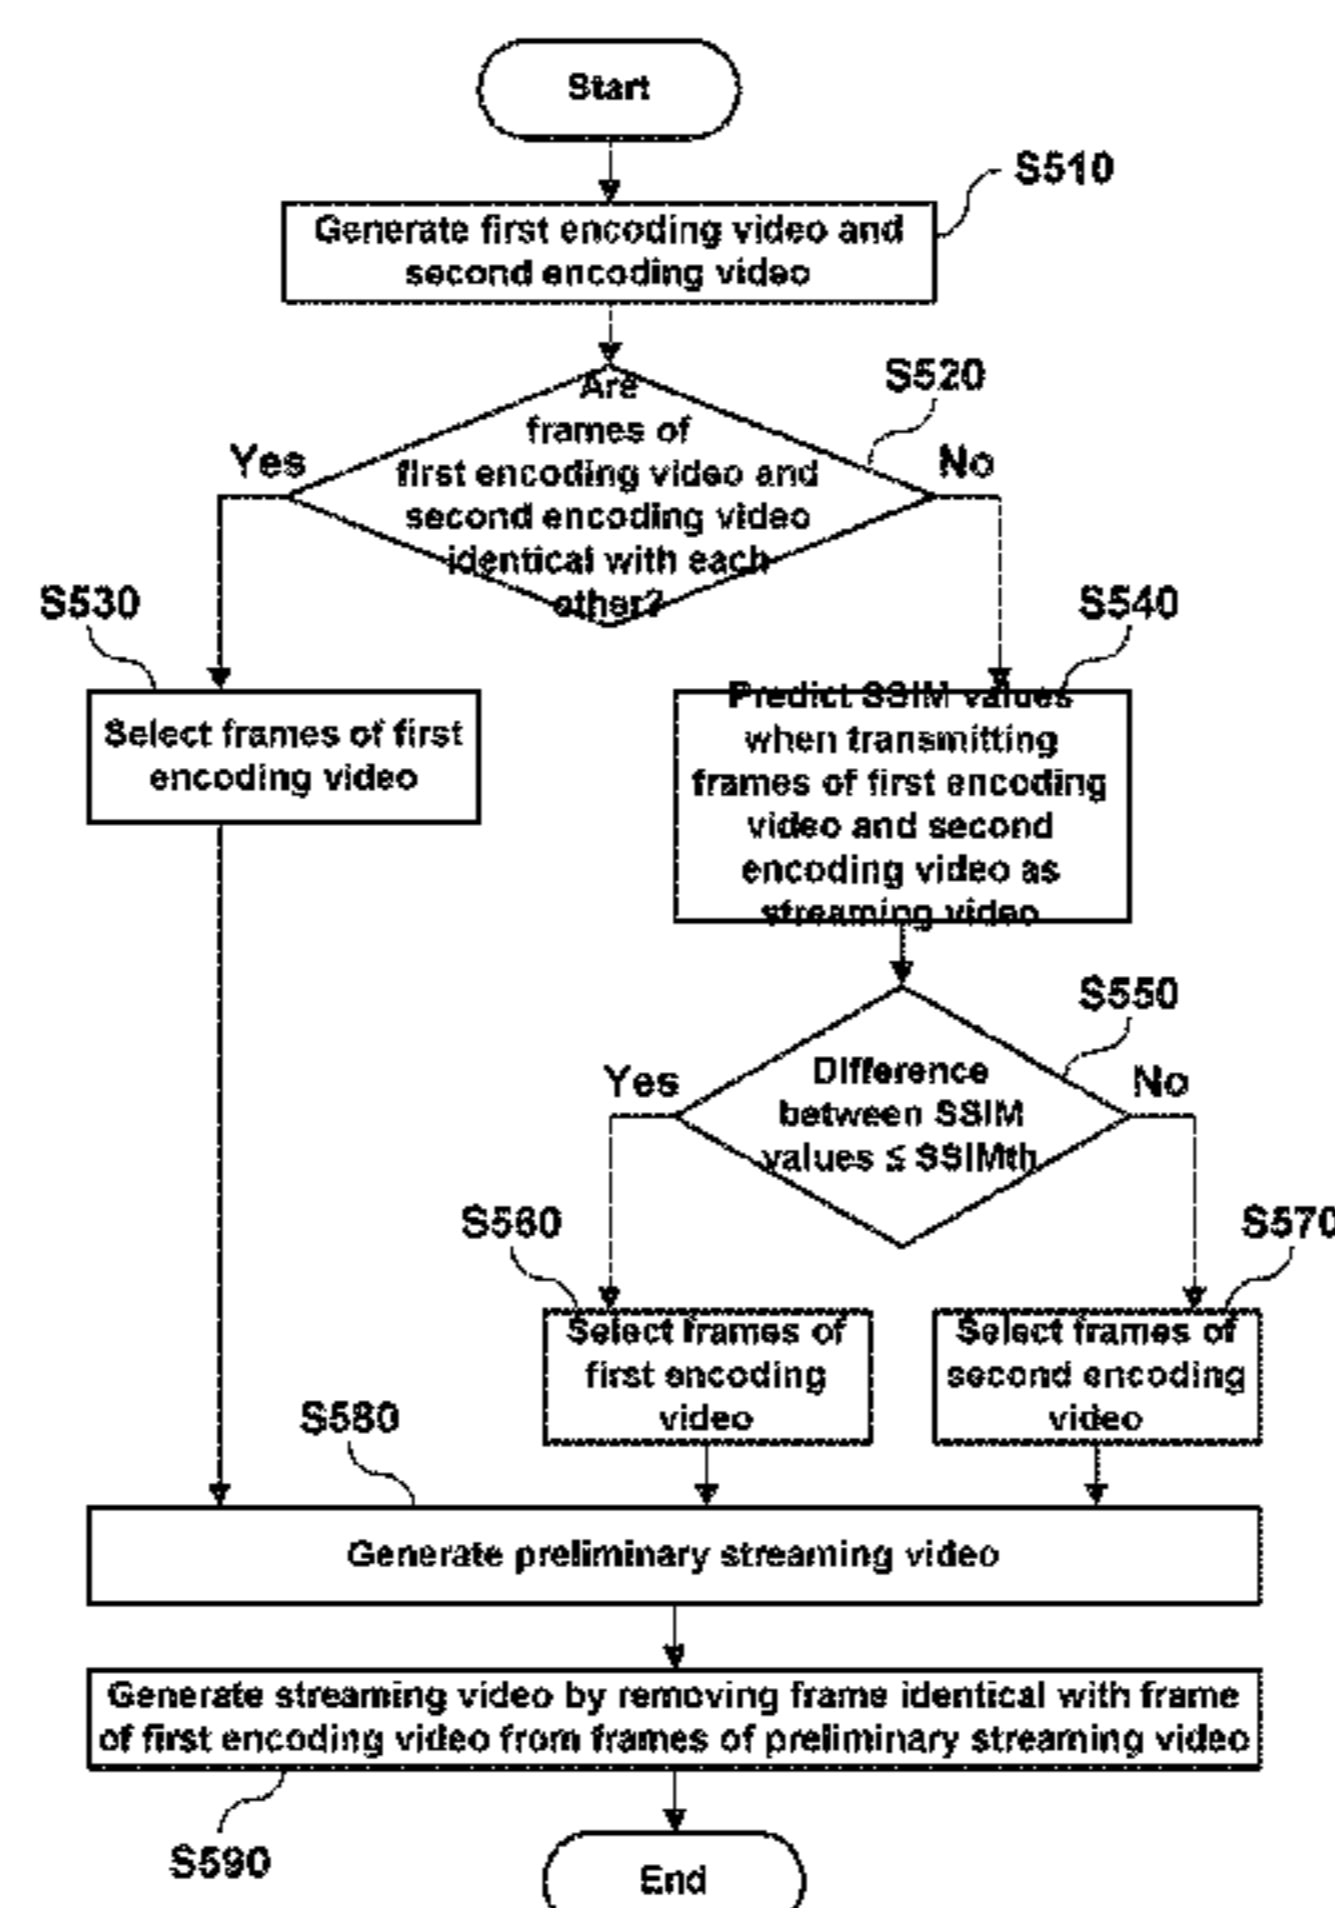 Start
S510
Generate first encoding video and
second encoding video
S520
Are
frames of
first encoding video and
second encoding video
identical with each
other?
Yes
No
S530
S540
Select frames of first
encoding video
Predict SSIM values
when transmitting
frames of first encoding
video and second
encoding video as
streaming video
S550
Difference
between SSIM
values ≤ SSIMth
Yes
No
S560
S570
Select frames of
first encoding
video
Select frames of
second encoding
video
S580
Generate preliminary streaming video
Generate streaming video by removing frame identical with frame
of first encoding video from frames of preliminary streaming video
S590
End